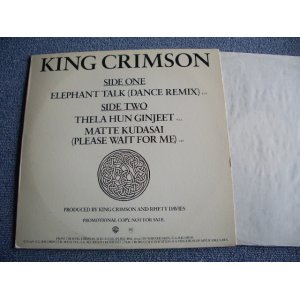 KING CRIMSON
SIDE ONE
ELEPHANT TALK (DANCE REMIX)
SIDE TWO
THELA HUN GINJEET
MATTE KUDASAI
(PLEASE WAIT FOR ME)
PRODUCED BY KING CRIMSON AND RHETT DAVIES
PROMOTIONAL COPY, NOT FOR SALE.